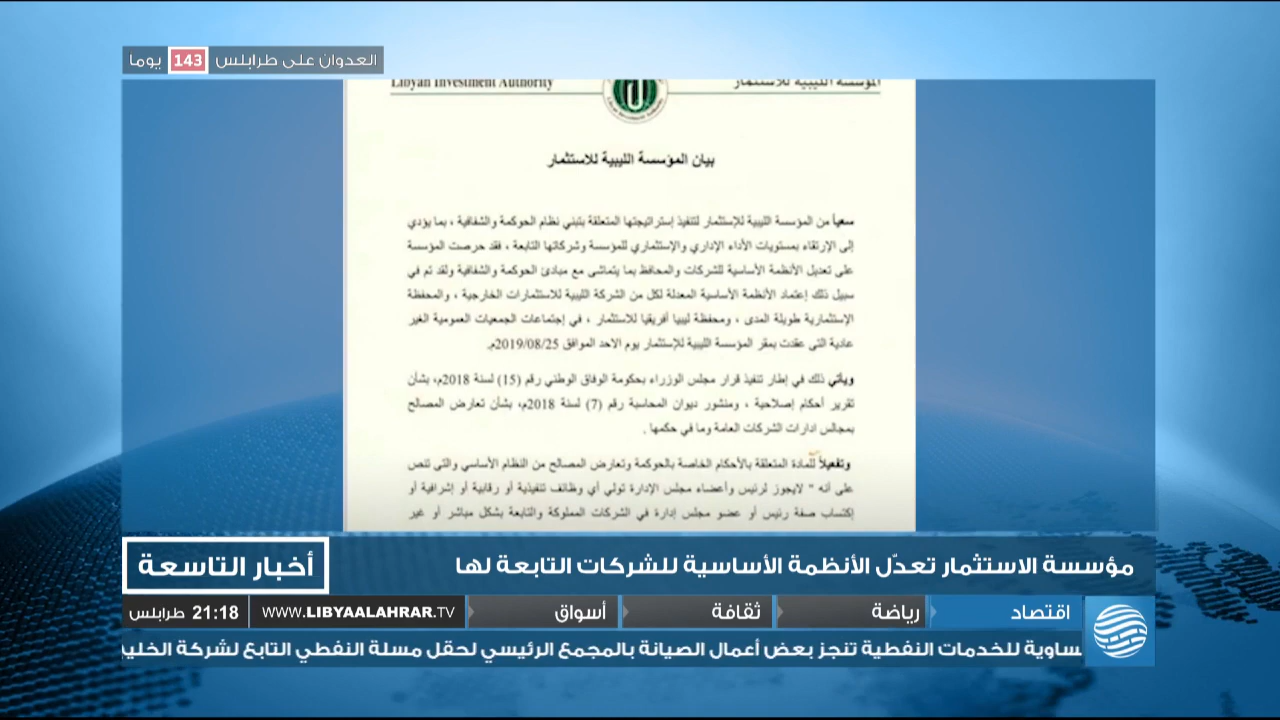 العدوان على طرابلس 143 يوماً
Libyan Investment Authority المؤسسة الليبية للاستثمار
بيان المؤسسة الليبية للاستثمار
سعياً من المؤسسة الليبية للإستثمار لتنفيذ إستراتيجتها المتعلقة بتبني نظام الحوكمة والشفافية ، بما يؤدي
إلى الإرتقاء بمستويات الأداء الإداري والإستثماري للمؤسسة وشركاتها التابعة ، فقد حرصت المؤسسة
على تعديل الأنظمة الأساسية للشركات والمحافظ بما يتماشى مع مبادئ الحوكمة والشفافية ولقد تم في
سبيل ذلك إعتماد الأنظمة الأساسية المعدلة لكل من الشركة الليبية للاستثمارات الخارجية ، والمحفظة
الإستثمارية طويلة المدى ، ومحفظة ليبيا أفريقيا للاستثمار ، في إجتماعات الجمعيات العمومية الغير
عادية التى عقدت بمقر المؤسسة الليبية للإستثمار يوم الاحد الموافق 2019/08/25م.
ويأتي ذلك في إطار تنفيذ قرار مجلس الوزراء بحكومة الوفاق الوطني رقم (15) لسنة 2018م، بشأن
تقرير أحكام إصلاحية ، ومنشور ديوان المحاسبة رقم (7) لسنة 2018م، بشأن تعارض المصالح
بمجالس ادارات الشركات العامة وما في حكمها .
وتفعيلاً للمادة المتعلقة بالأحكام الخاصة بالحوكمة وتعارض المصالح من النظام الأساسي والتي تنص
على أنه " لايجوز لرئيس وأعضاء مجلس الإدارة تولي أي وظائف تنفيذية أو رقابية أو إشرافية أو
إكتساب صفة رئيس أو عضو مجلس إدارة في الشركات المملوكة والتابعة بشكل مباشر أو غير
مؤسسة الاستثمار تعدّل الأنظمة الأساسية للشركات التابعة لها
أخبار التاسعة
اقتصاد رياضة ثقافة أسواق WWW.LIBYAALAHRAR.TV 21:18 طرابلس
ساوية للخدمات النفطية تنجز بعض أعمال الصيانة بالمجمع الرئيسي لحقل مسلة النفطي التابع لشركة الخليج